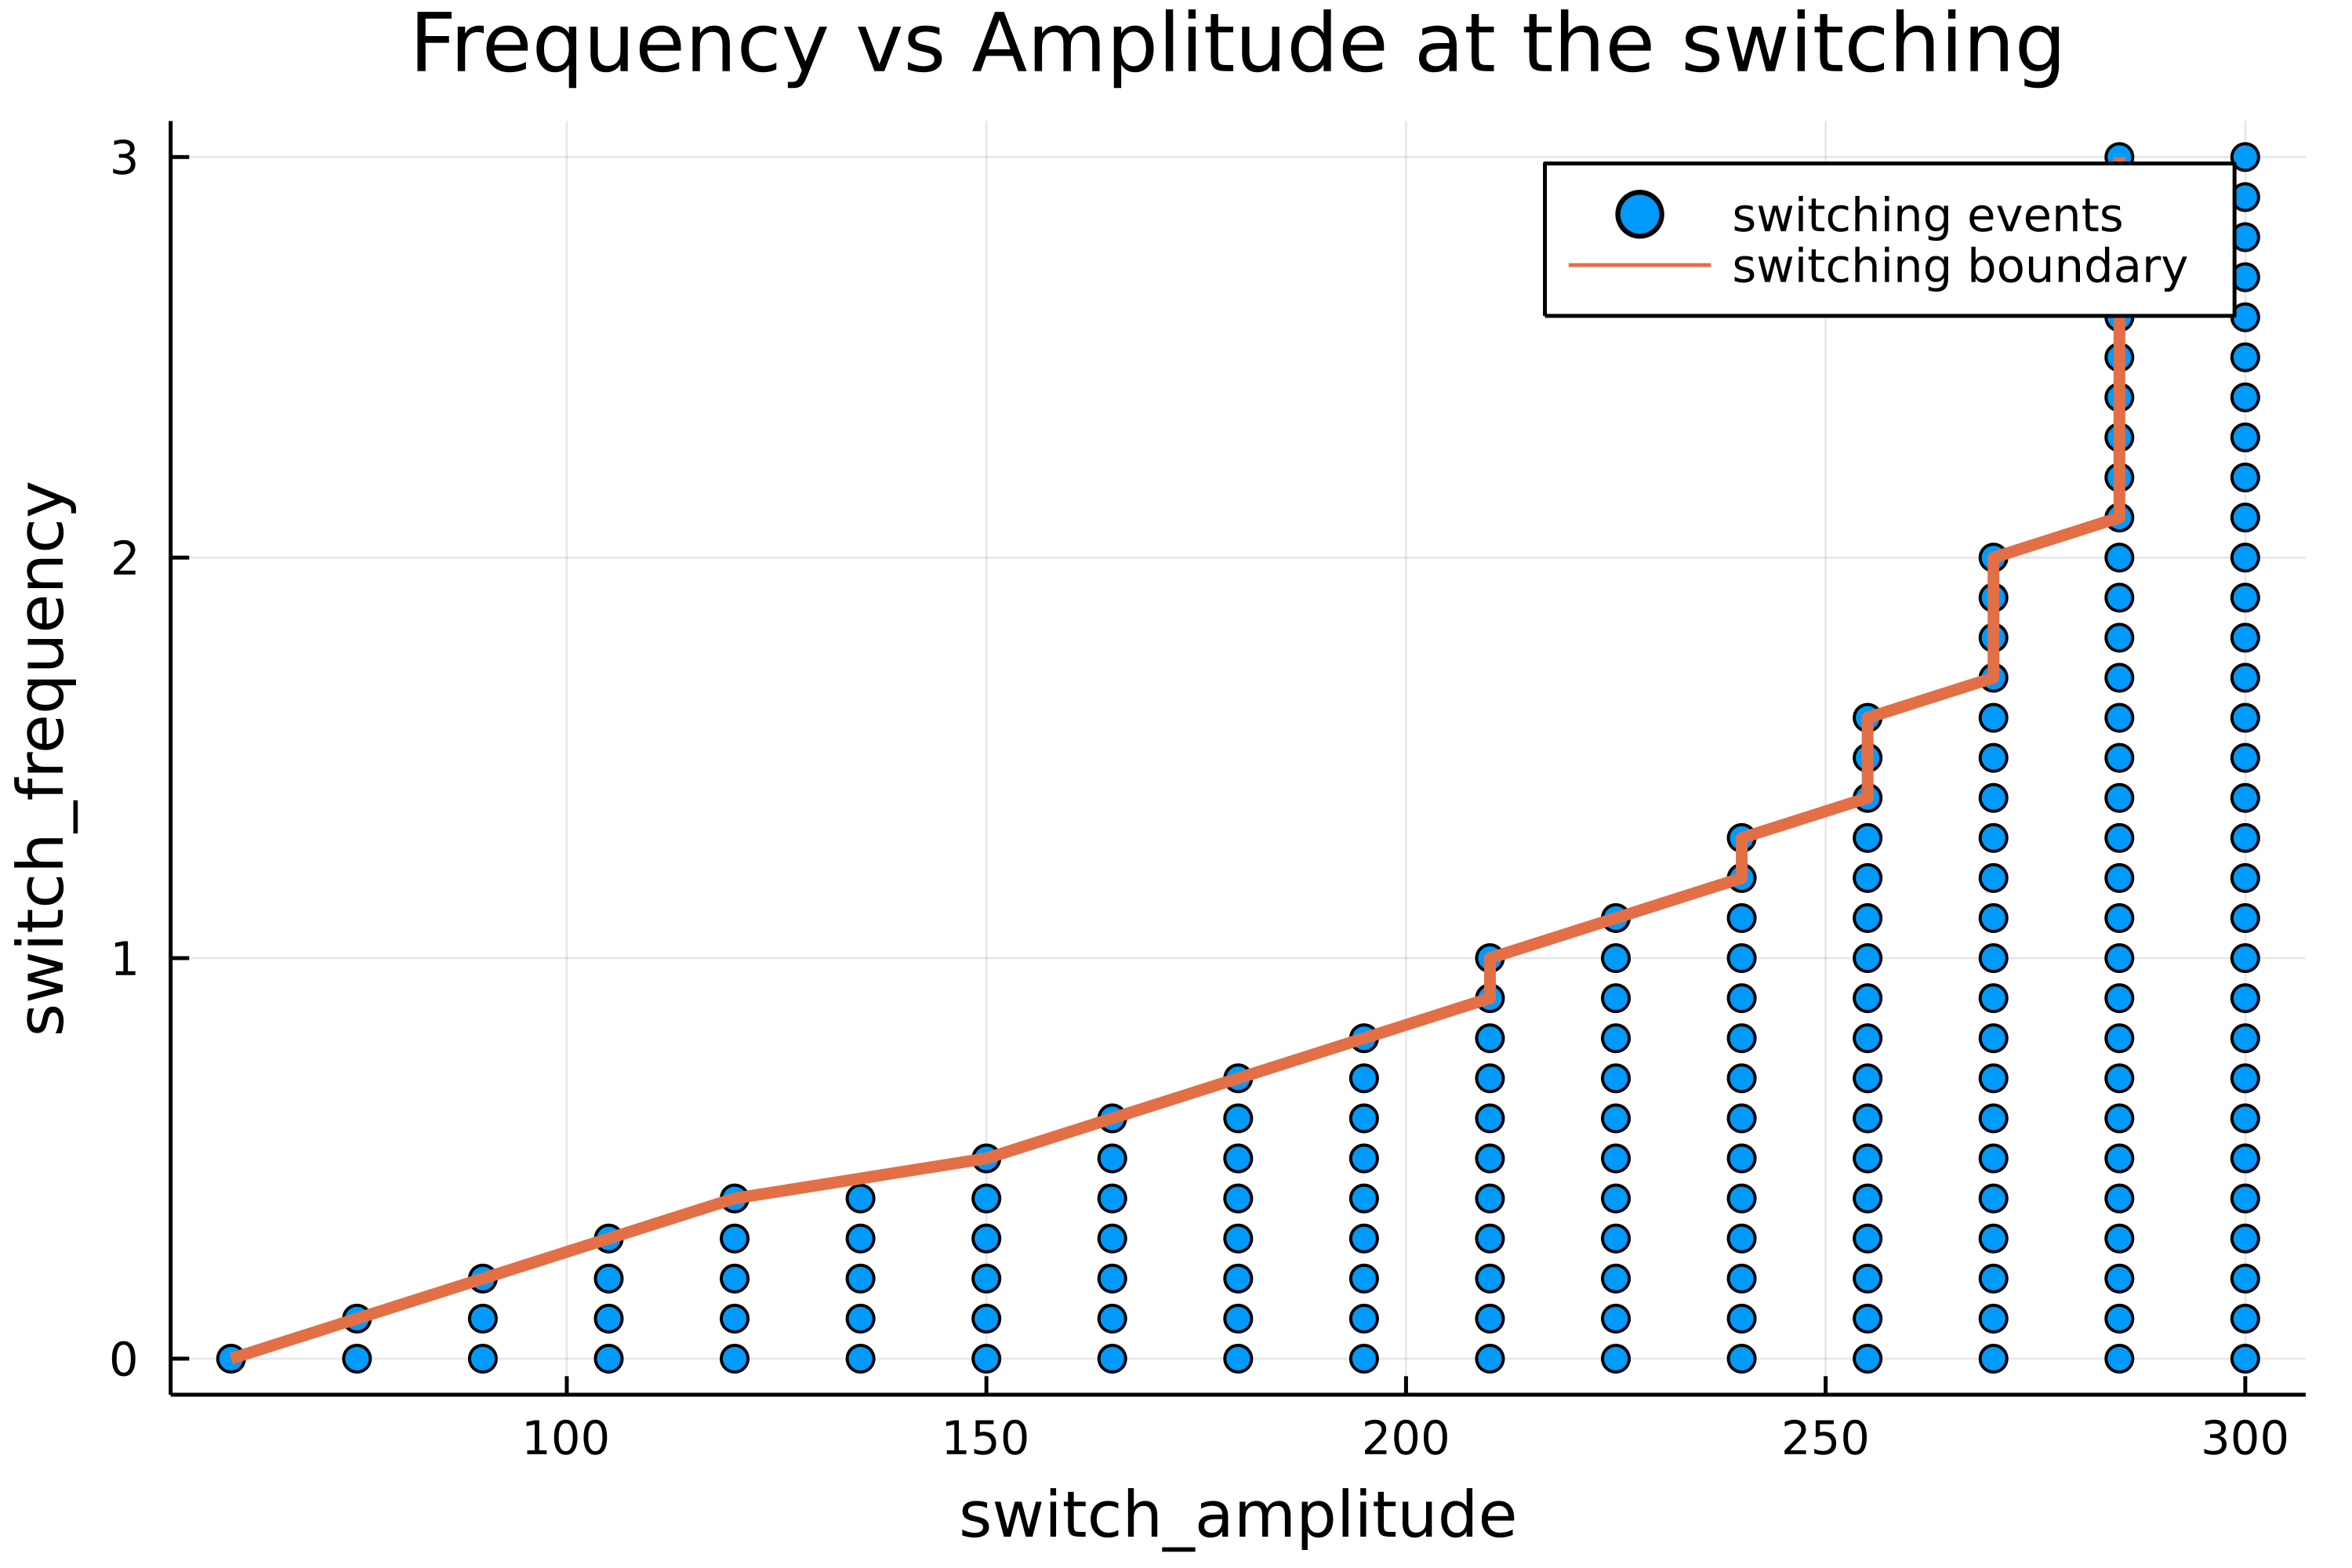 Frequency vs Amplitude at the switching
switching events
switching boundary
switch_frequency
3
2
1
0
100 150 200 250 300
switch_amplitude